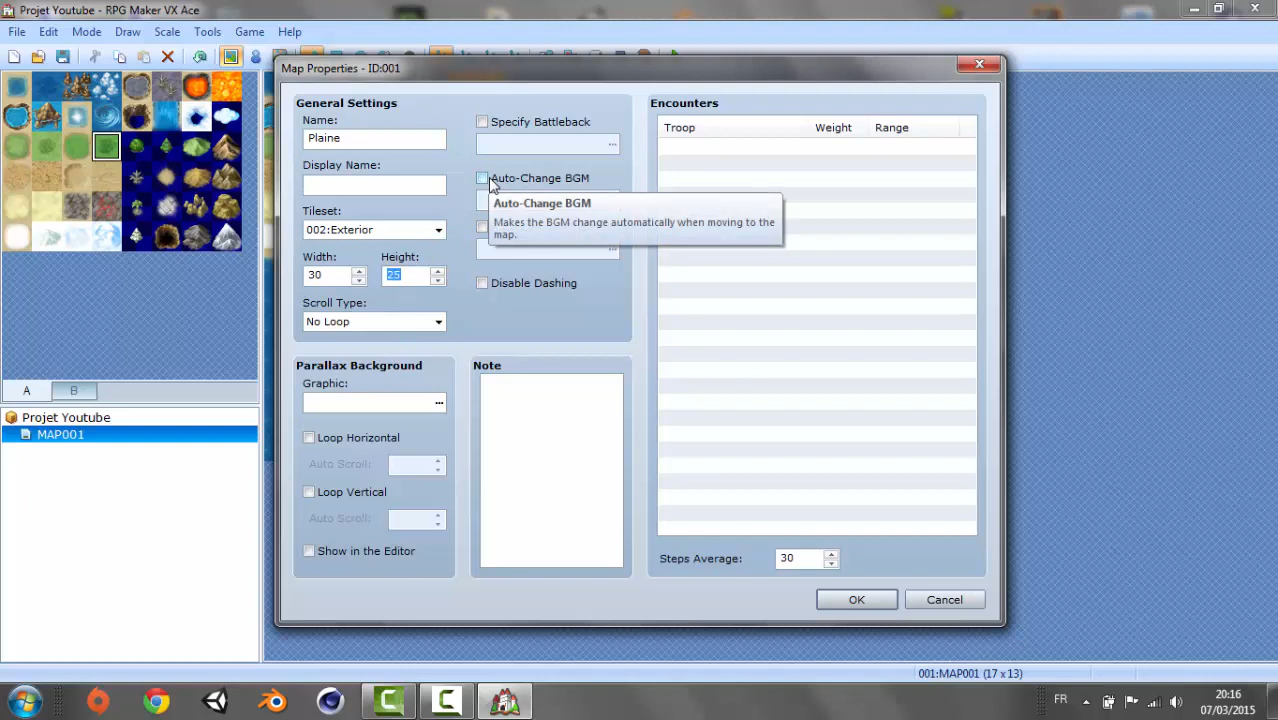 Projet Youtube - RPG Maker VX Ace
File Edit Mode Draw Scale Tools Game Help
Map Properties - ID:001
General Settings
Name:
Plaine
Display Name:
Tileset:
002:Exterior
Width: Height:
30 25
Scroll Type:
No Loop
Specify Battleback
...
Auto-Change BGM
Auto-Change BGM
Makes the BGM change automatically when moving to the
map.
...
Disable Dashing
Parallax Background
Graphic:
...
Loop Horizontal
Auto Scroll:
Loop Vertical
Auto Scroll:
Show in the Editor
Note
Encounters
Troop Weight Range
Steps Average: 30
OK Cancel
A B
Projet Youtube
MAP001
001:MAP001 (17 x 13)
FR
20:16
07/03/2015